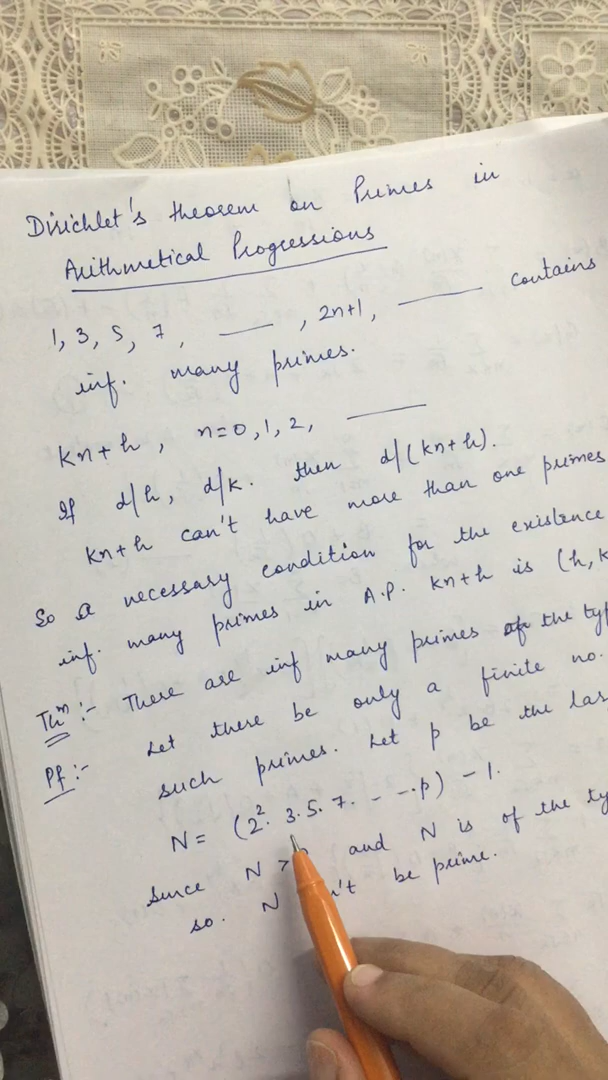 Dirichlet's theorem on Primes in
Arithmetical Progressions
1, 3, 5, 7, ——, 2n+1, —— contains
inf. many primes.
kn+h, n=0,1,2, ——
If d/h, d/k. then d/(kn+h).
kn+h can't have more than one primes
So a necessary condition for the existence
inf. many primes in A.P. kn+h is (h,k
Thm:- There are inf many primes of the typ
Pf:- Let there be only a finite no.
such primes. Let p be the las
N = (2². 3. 5. 7. - - -. p) - 1.
since N > and N is of the ty
so. N 't be prime.